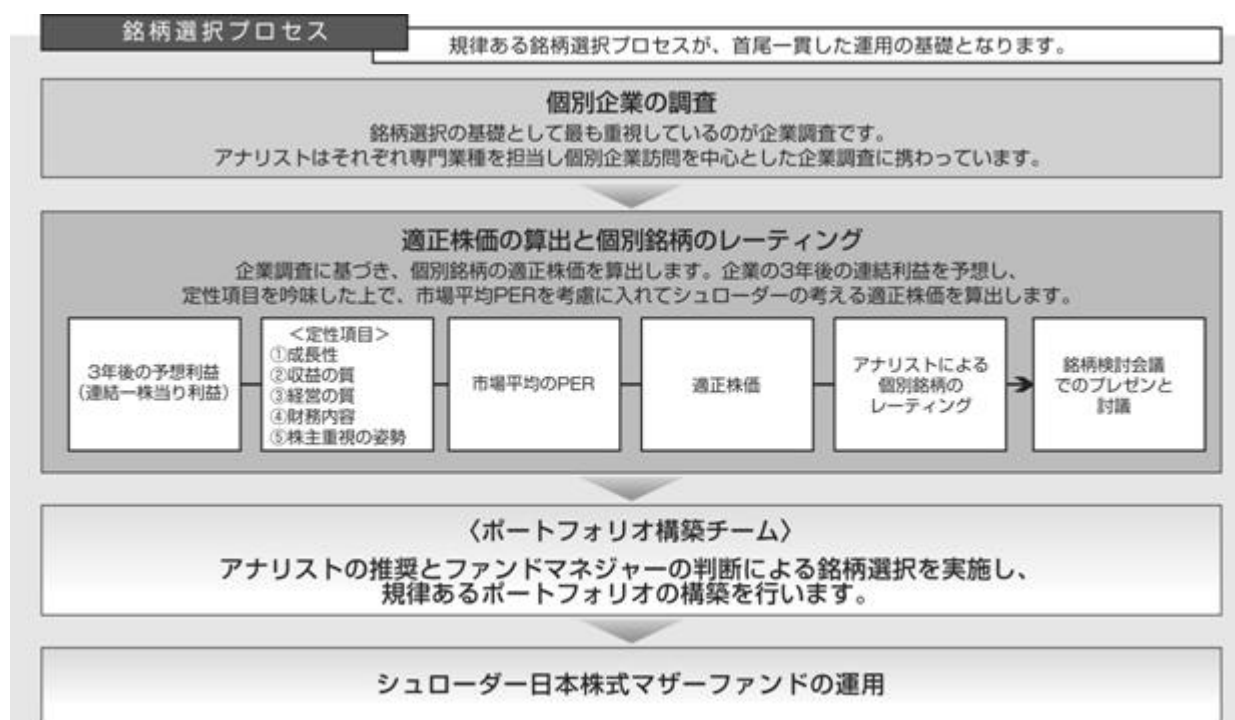 銘柄選択プロセス
規律ある銘柄選択プロセスが、首尾一貫した運用の基礎となります。
個別企業の調査
銘柄選択の基礎として最も重視しているのが企業調査です。
アナリストはそれぞれ専門業種を担当し個別企業訪問を中心とした企業調査に携わっています。
適正株価の算出と個別銘柄のレーティング
企業調査に基づき、個別銘柄の適正株価を算出します。企業の3年後の連結利益を予想し、
定性項目を吟味した上で、市場平均PERを考慮に入れてシュローダーの考える適正株価を算出します。
3年後の予想利益
(連結一株当り利益)
＜定性項目＞
①成長性
②収益の質
③経営の質
④財務内容
⑤株主重視の姿勢
市場平均のPER
適正株価
アナリストによる
個別銘柄の
レーティング
銘柄検討会議
でのプレゼンと
討議
〈ポートフォリオ構築チーム〉
アナリストの推奨とファンドマネジャーの判断による銘柄選択を実施し、
規律あるポートフォリオの構築を行います。
シュローダー日本株式マザーファンドの運用